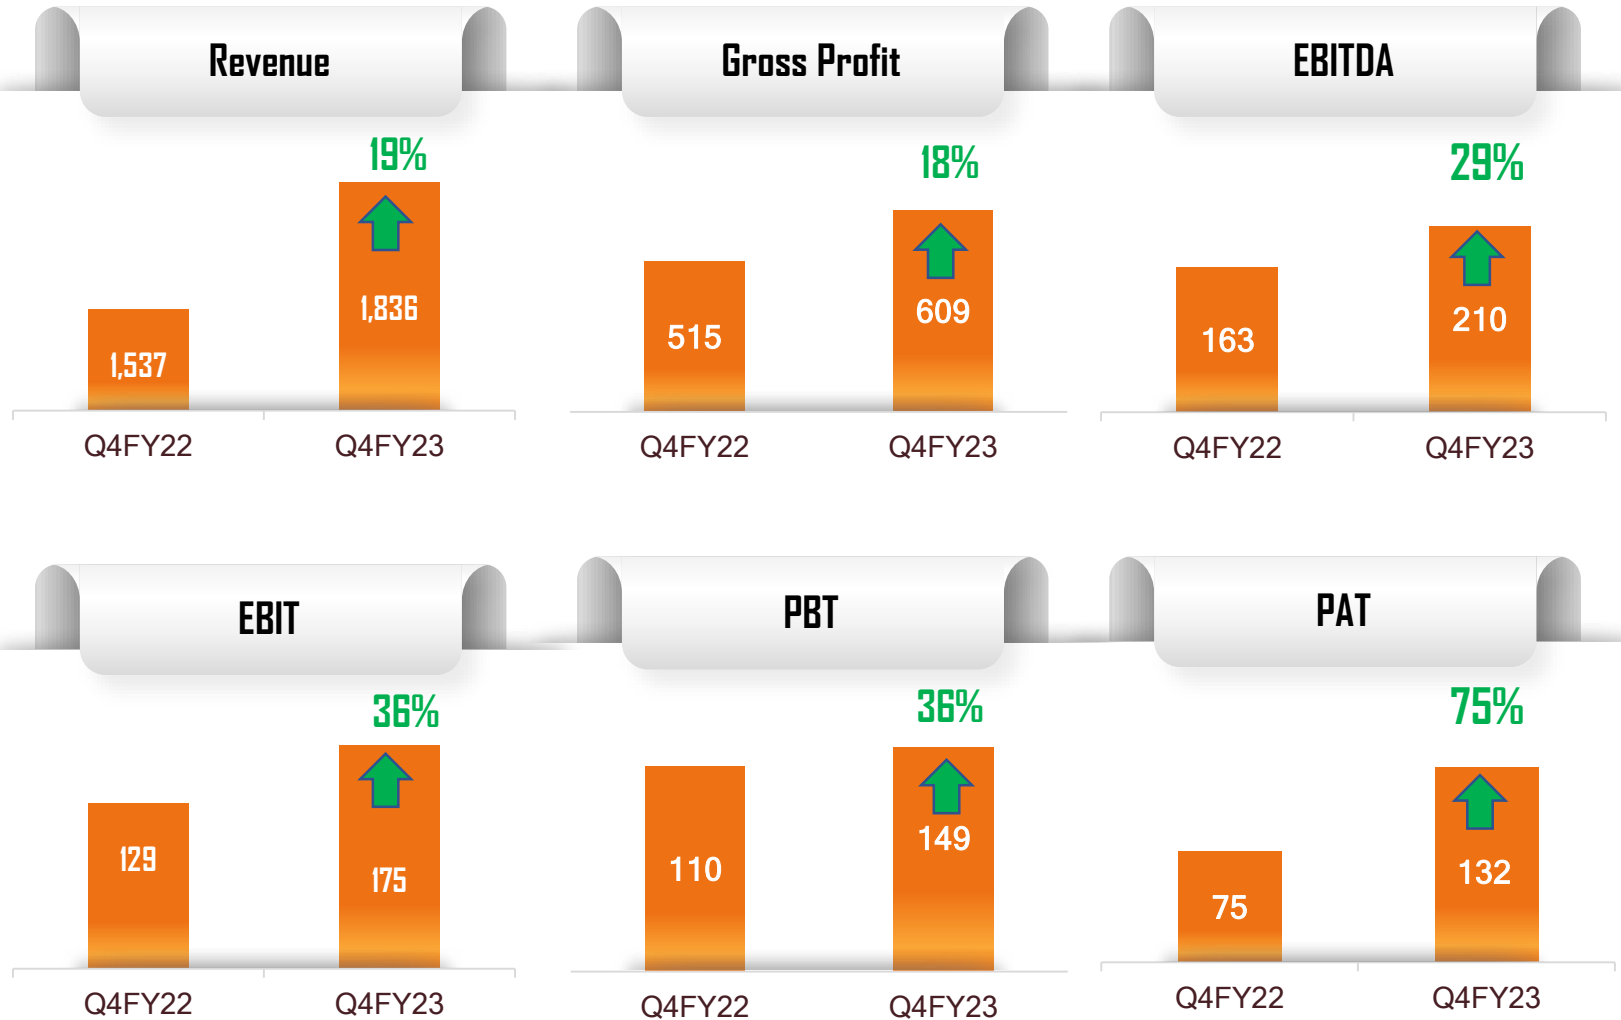 Revenue
Gross Profit
EBITDA
19%
18%
29%
1,836
609
210
1,537
515
163
Q4FY22
Q4FY23
Q4FY22
Q4FY23
Q4FY22
Q4FY23
EBIT
PBT
PAT
36%
36%
75%
129
175
110
149
75
132
Q4FY22
Q4FY23
Q4FY22
Q4FY23
Q4FY22
Q4FY23